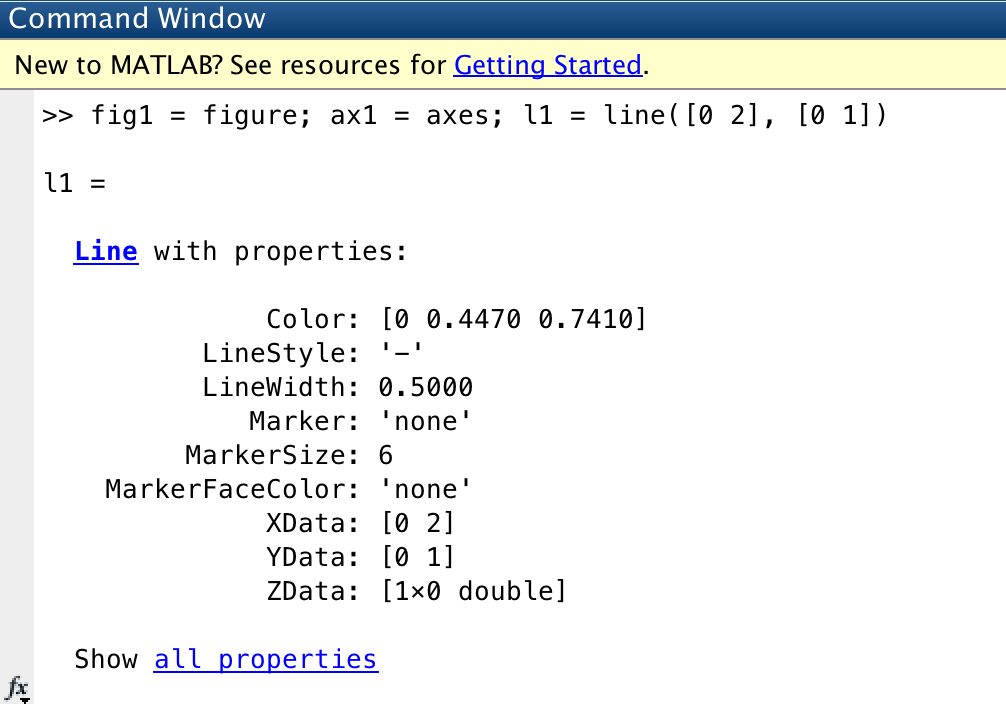 Command Window
New to MATLAB? See resources for Getting Started.
>> fig1 = figure; ax1 = axes; l1 = line([0 2], [0 1])
l1 =
Line with properties:
Color: [0 0.4470 0.7410]
LineStyle: '-'
LineWidth: 0.5000
Marker: 'none'
MarkerSize: 6
MarkerFaceColor: 'none'
XData: [0 2]
YData: [0 1]
ZData: [1×0 double]
Show all properties
fx